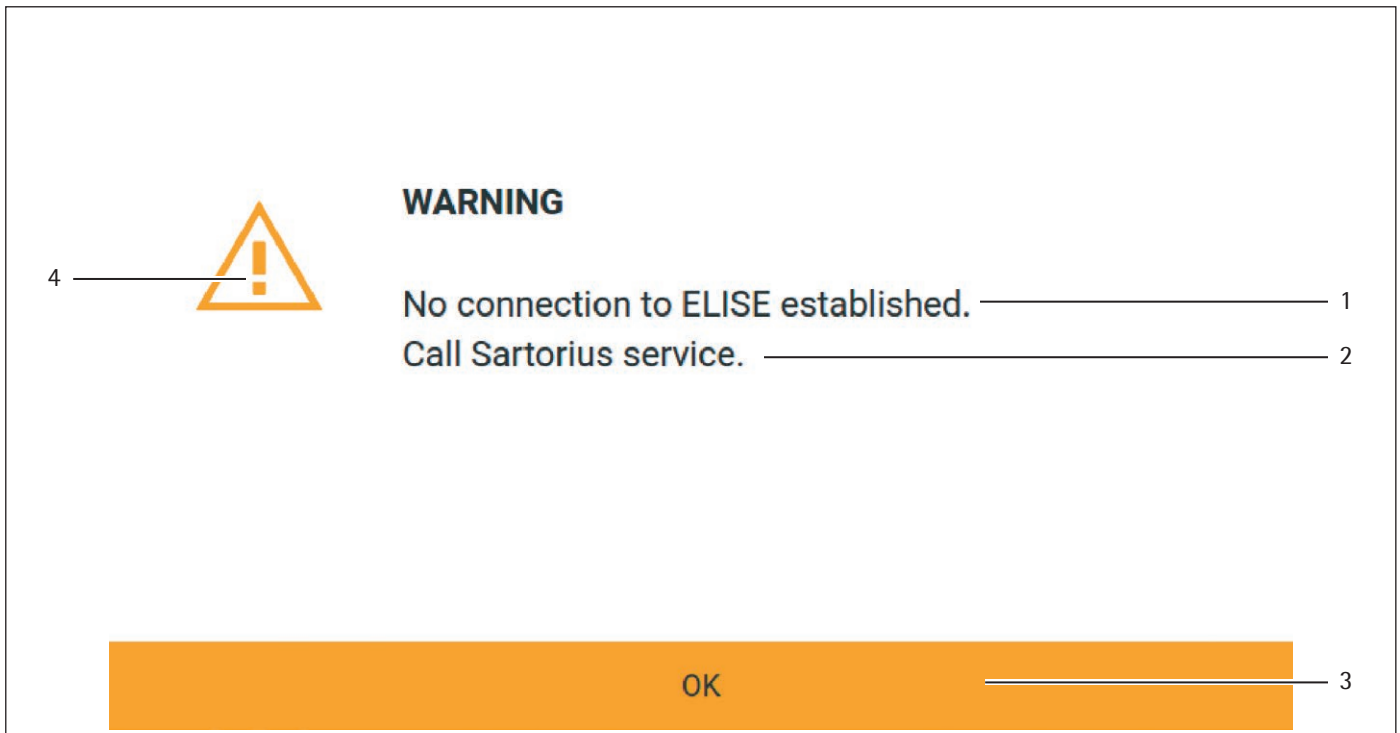 WARNING
4
No connection to ELISE established.
1
Call Sartorius service.
2
OK
3